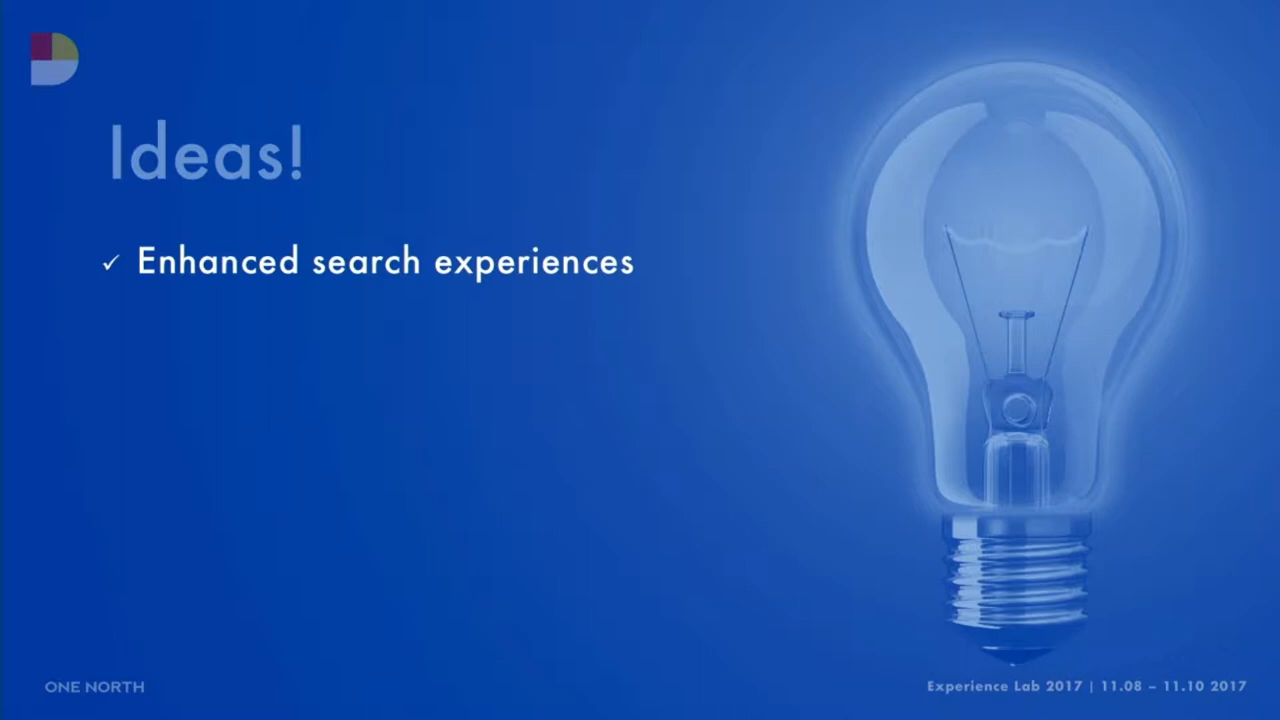 Ideas!
✓ Enhanced search experiences
ONE NORTH
Experience Lab 2017 | 11.08 – 11.10 2017